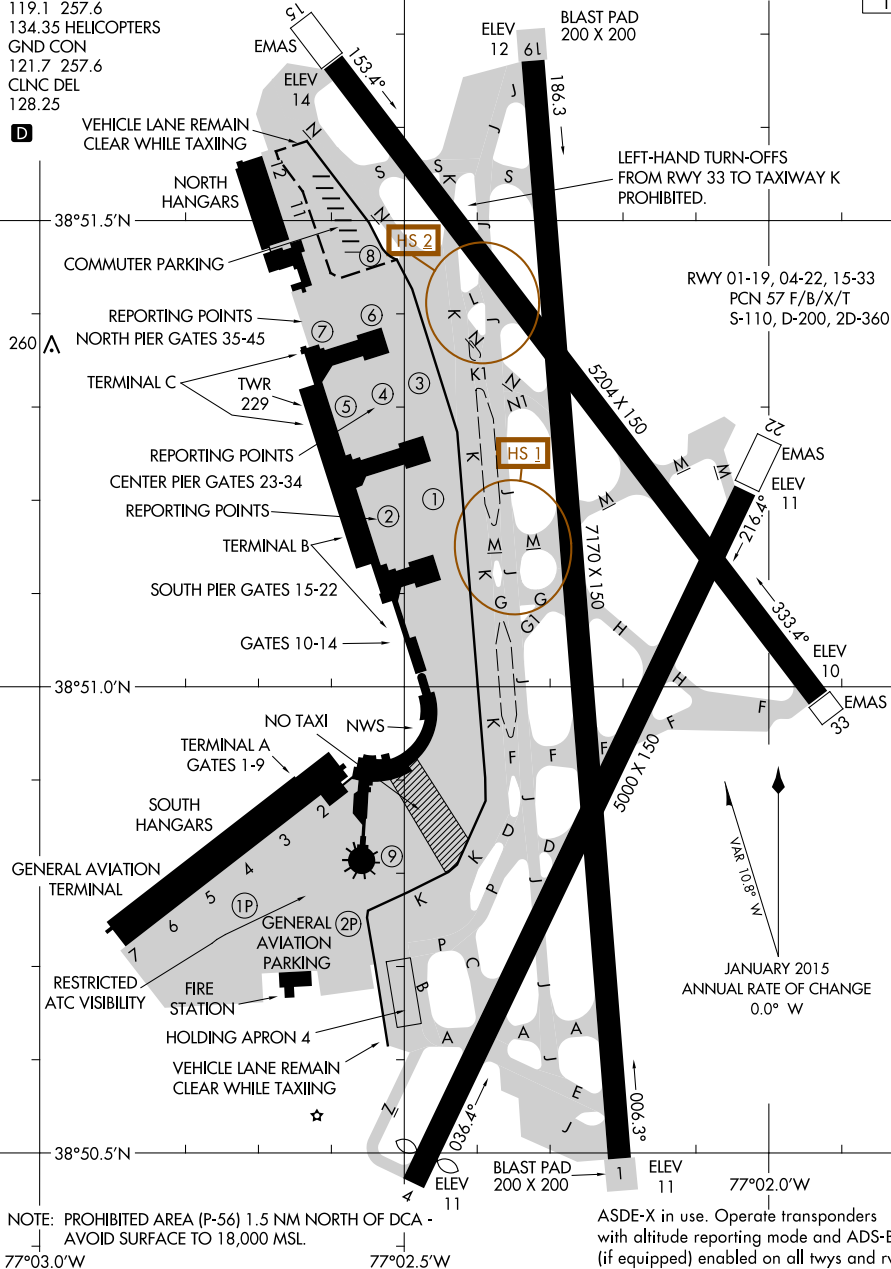 119.1 257.6
134.35 HELICOPTERS
GND CON
121.7 257.6
CLNC DEL
128.25
D
15
EMAS
ELEV
14
153.4°
ELEV
12
BLAST PAD
200 X 200
19
186.3
1
VEHICLE LANE REMAIN
CLEAR WHILE TAXIING
N
J
J
12
11
NORTH
HANGARS
S
S
K
S
N
J
LEFT-HAND TURN-OFFS
FROM RWY 33 TO TAXIWAY K
PROHIBITED.
38°51.5'N
HS 2
COMMUTER PARKING
8
RWY 01-19, 04-22, 15-33
PCN 57 F/B/X/T
S-110, D-200, 2D-360
REPORTING POINTS
NORTH PIER GATES 35-45
7
6
L
K
J
N
260
TERMINAL C
TWR
229
K1
N
N1
5
4
3
5204 X 150
22
EMAS
ELEV
11
216.4°
REPORTING POINTS
CENTER PIER GATES 23-34
HS 1
K
J
M
M
M
REPORTING POINTS
2
1
TERMINAL B
M
M
K
J
7170 X 150
SOUTH PIER GATES 15-22
G
G
G1
H
333.4°
GATES 10-14
ELEV
10
EMAS
33
38°51.0'N
J
H
K
F
F
F
F
F
NO TAXI
NWS
TERMINAL A
GATES 1-9
5000 X 150
SOUTH
HANGARS
2
3
4
5
6
7
J
D
D
K
P
J
9
GENERAL AVIATION
TERMINAL
1P
2P
K
GENERAL
AVIATION
PARKING
P
C
VAR 10.8° W
JANUARY 2015
ANNUAL RATE OF CHANGE
0.0° W
RESTRICTED
ATC VISIBILITY
FIRE
STATION
B
J
HOLDING APRON 4
A
A
A
J
VEHICLE LANE REMAIN
CLEAR WHILE TAXIING
E
J
Z
036.4°
006.3°
38°50.5'N
4
ELEV
11
BLAST PAD
200 X 200
1
ELEV
11
77°02.0'W
NOTE: PROHIBITED AREA (P-56) 1.5 NM NORTH OF DCA -
AVOID SURFACE TO 18,000 MSL.
ASDE-X in use. Operate transponders
with altitude reporting mode and ADS-B
(if equipped) enabled on all twys and
77°03.0'W
77°02.5'W